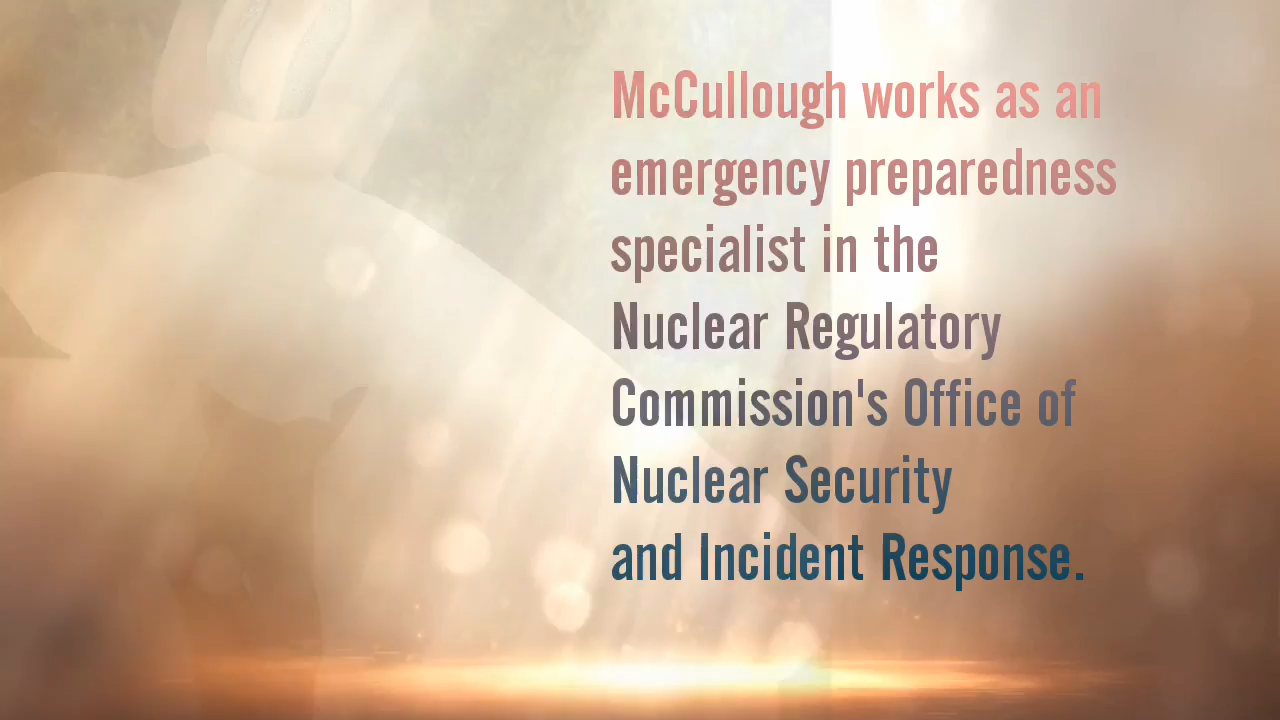 McCullough works as an
emergency preparedness
specialist in the
Nuclear Regulatory
Commission's Office of
Nuclear Security
and Incident Response.